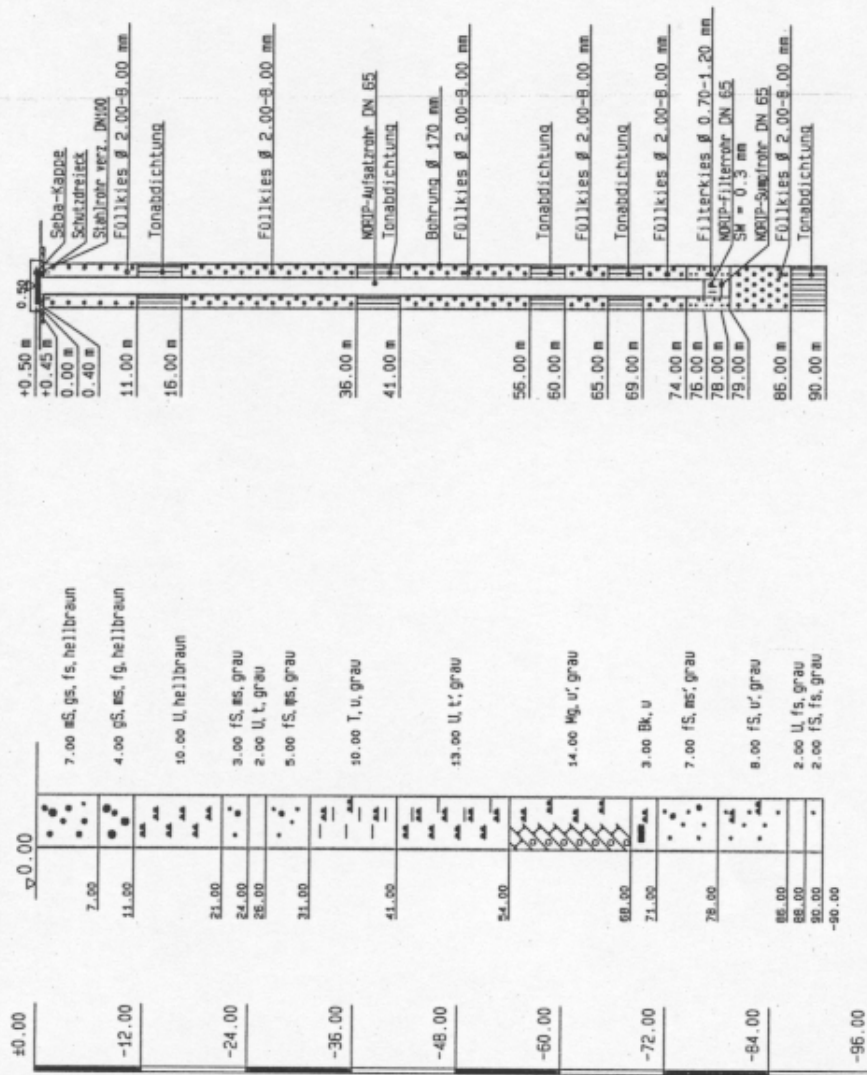 ±0.00
-12.00
-24.00
-36.00
-48.00
-60.00
-72.00
-84.00
-96.00
▽0.00
7.00
11.00
21.00
24.00
26.00
31.00
41.00
54.00
68.00
71.00
78.00
86.00
88.00
90.00
-90.00
7.00 mS, gs, fs, hellbraun
4.00 gS, ms, fg, hellbraun
10.00 U, hellbraun
3.00 fS, ms, grau
2.00 U, t, grau
5.00 fS, ms, grau
10.00 T, u, grau
13.00 U, t', grau
14.00 Mg, u', grau
3.00 Bk, u
7.00 fS, ms', grau
8.00 fS, u', grau
2.00 U, fs, grau
2.00 fS, fs, grau
+0.50 m
+0.45 m
0.00 m
0.40 m
11.00 m
16.00 m
36.00 m
41.00 m
56.00 m
60.00 m
65.00 m
69.00 m
74.00 m
76.00 m
78.00 m
79.00 m
86.00 m
90.00 m
0.50
Seba-Kappe
Schutzdreieck
Stahlrohr verz. DN100
Füllkies Ø 2.00-8.00 mm
Tonabdichtung
Füllkies Ø 2.00-8.00 mm
NORIP-Aufsatzrohr DN 65
Tonabdichtung
Bohrung Ø 170 mm
Füllkies Ø 2.00-8.00 mm
Tonabdichtung
Füllkies Ø 2.00-8.00 mm
Tonabdichtung
Füllkies Ø 2.00-8.00 mm
Filterkies Ø 0.70-1.20 mm
NORIP-Filterrohr DN 65
SW = 0.3 mm
NORIP-Sumpfrohr DN 65
Füllkies Ø 2.00-8.00 mm
Tonabdichtung